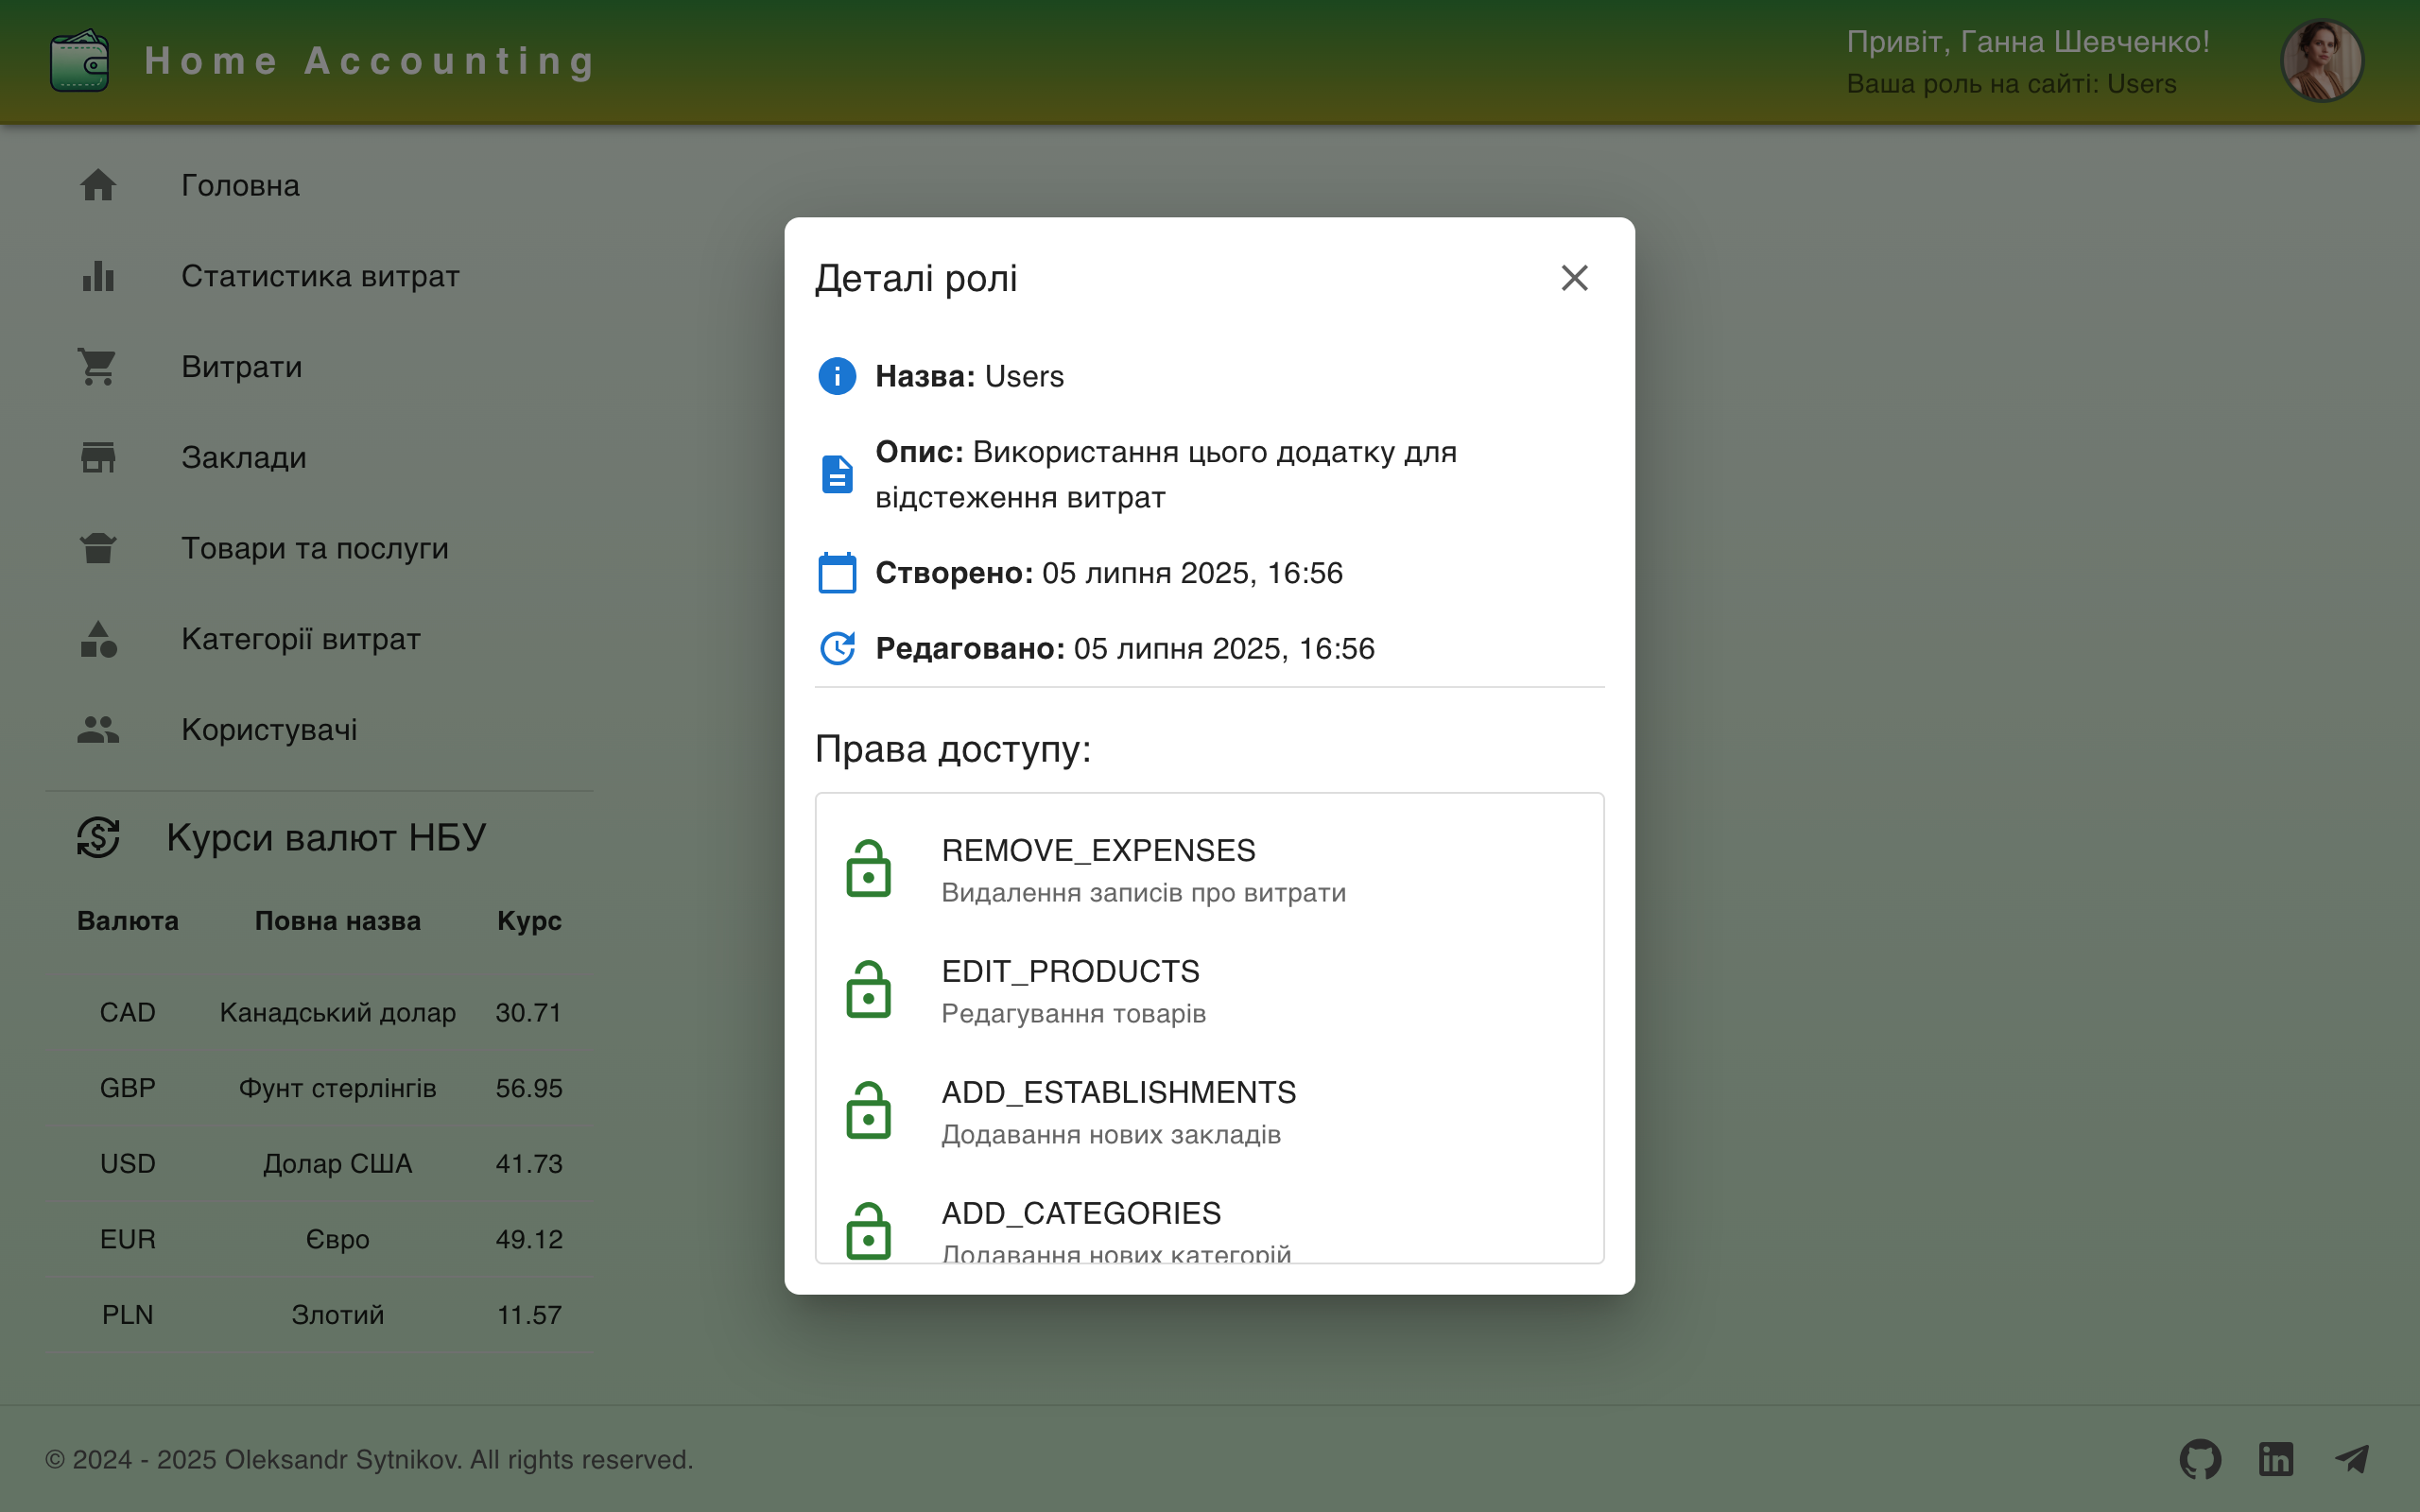 Home Accounting
Привіт, Ганна Шевченко!
Ваша роль на сайті: Users
Головна
Статистика витрат
Витрати
Заклади
Товари та послуги
Категорії витрат
Користувачі
Курси валют НБУ
Валюта Повна назва Курс
CAD Канадський долар 30.71
GBP Фунт стерлінгів 56.95
USD Долар США 41.73
EUR Євро 49.12
PLN Злотий 11.57
Деталі ролі
Назва: Users
Опис: Використання цього додатку для
відстеження витрат
Створено: 05 липня 2025, 16:56
Редаговано: 05 липня 2025, 16:56
Права доступу:
REMOVE_EXPENSES
Видалення записів про витрати
EDIT_PRODUCTS
Редагування товарів
ADD_ESTABLISHMENTS
Додавання нових закладів
ADD_CATEGORIES
Додавання нових категорій
© 2024 - 2025 Oleksandr Sytnikov. All rights reserved.